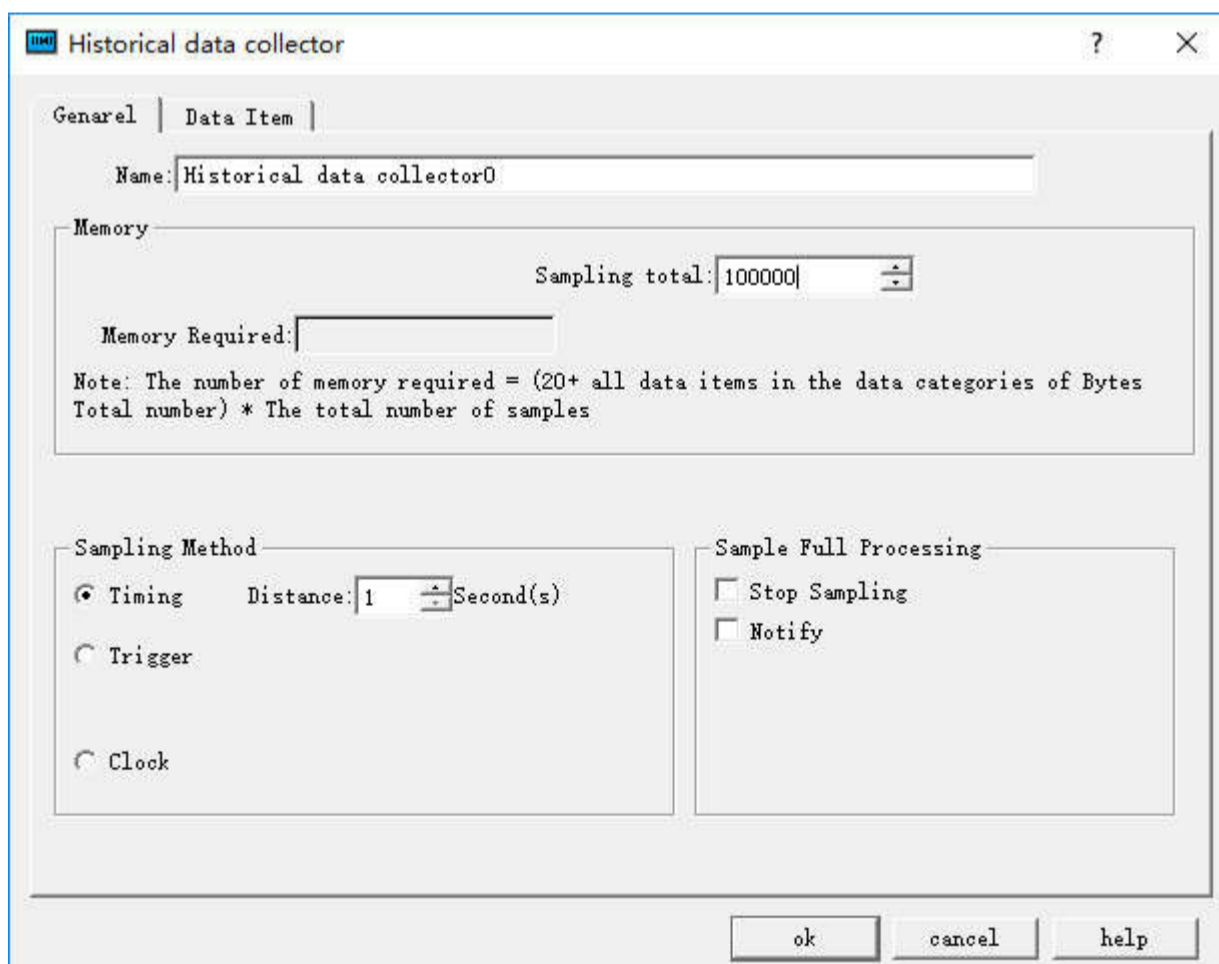 Historical data collector ? ×
Genarel Data Item
Name: Historical data collector0
Memory
Sampling total: 100000
Memory Required:
Note: The number of memory required = (20+ all data items in the data categories of Bytes
Total number) * The total number of samples
Sampling Method
Timing Distance: 1 Second(s)
Trigger
Clock
Sample Full Processing
Stop Sampling
Notify
ok cancel help